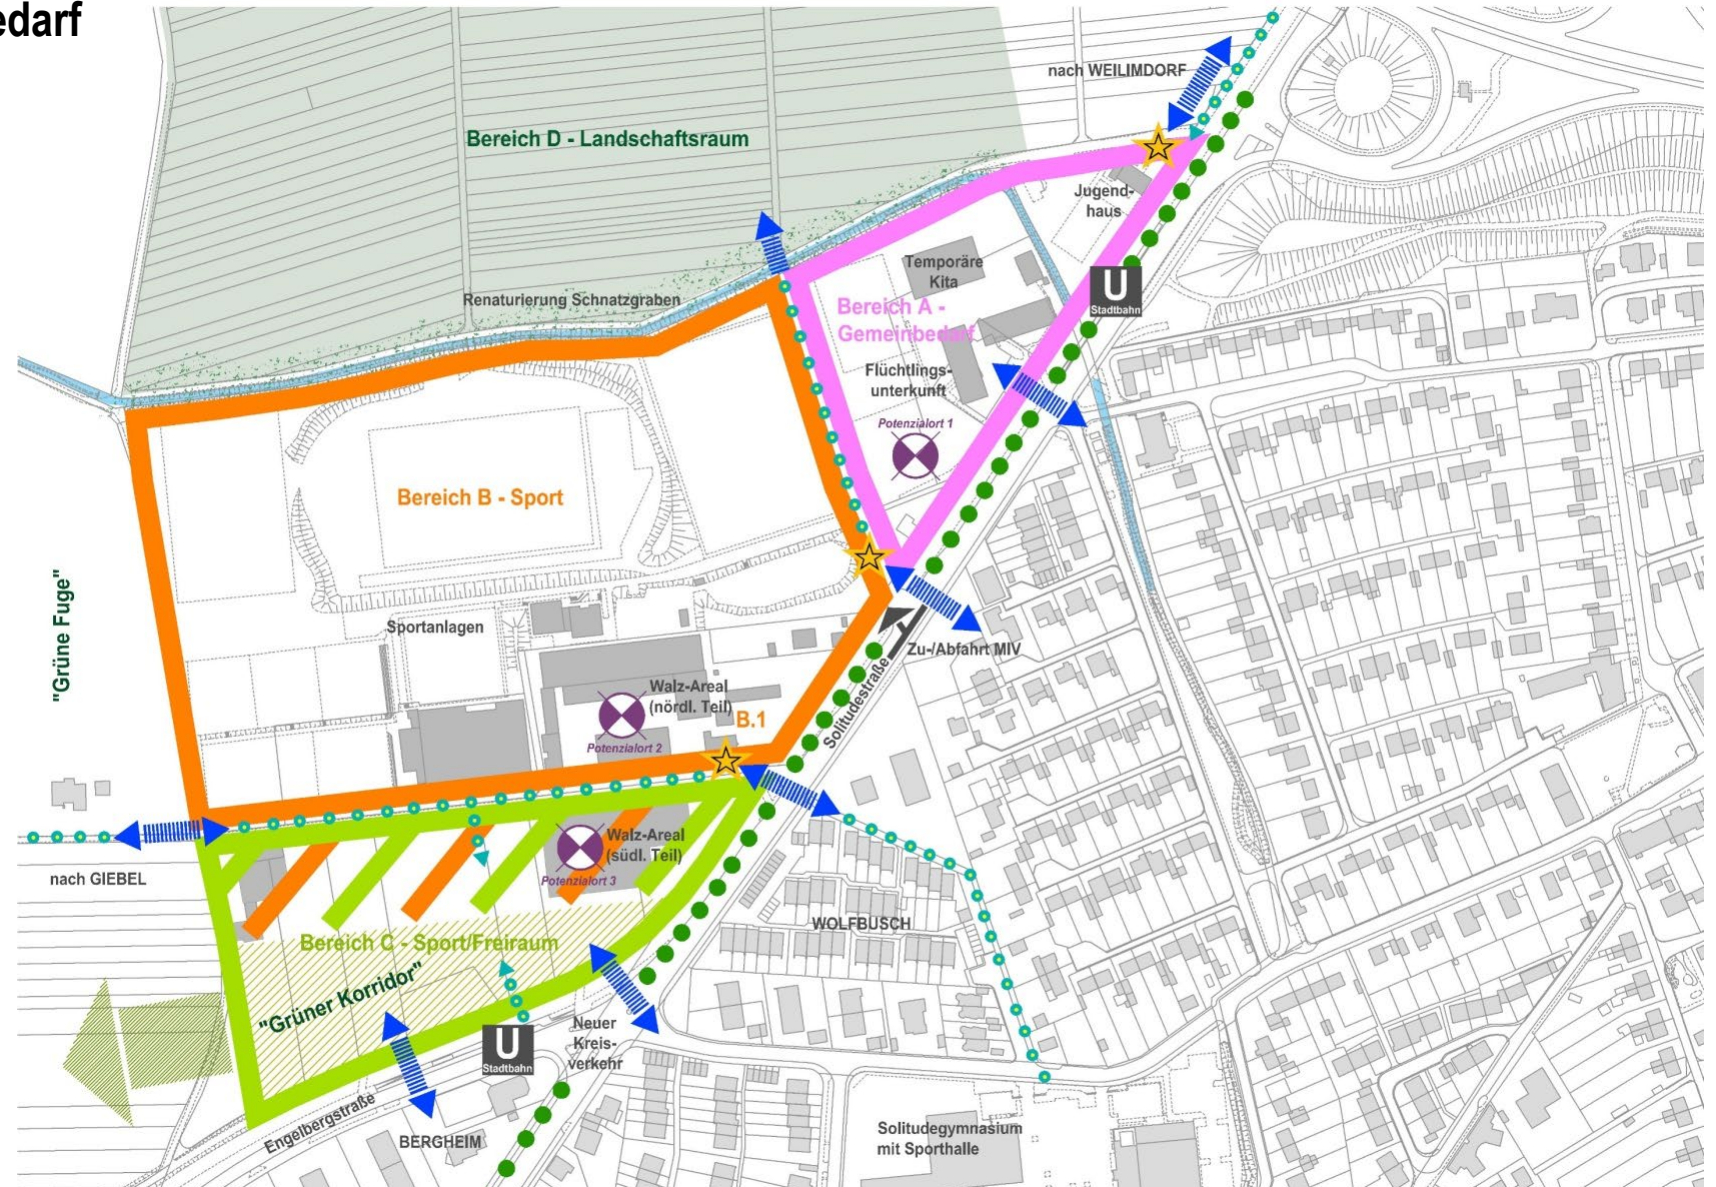 edarf
nach WEILIMDORF
Bereich D - Landschaftsraum
Jugend-
haus
Temporäre
Kita
U
Stadtbahn
Renaturierung Schnatzgraben
Bereich A -
Gemeinbedarf
Flüchtlings-
unterkunft
Potenzialort 1
Bereich B - Sport
"Grüne Fuge"
Sportanlagen
Zu-/Abfahrt MIV
Solitudestraße
Walz-Areal
(nördl. Teil)
B.1
Potenzialort 2
Walz-Areal
(südl. Teil)
Potenzialort 3
nach GIEBEL
WOLFBUSCH
Bereich C - Sport/Freiraum
"Grüner Korridor"
Neuer
Kreis-
verkehr
U
Stadtbahn
Engelbergstraße
BERGHEIM
Solitudegymnasium
mit Sporthalle